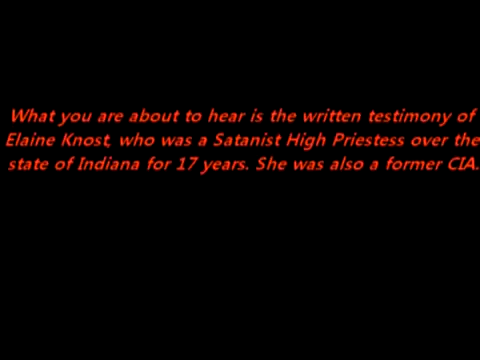 What you are about to hear is the written testimony of
Elaine Knost, who was a Satanist High Priestess over the
state of Indiana for 17 years. She was also a former CIA.